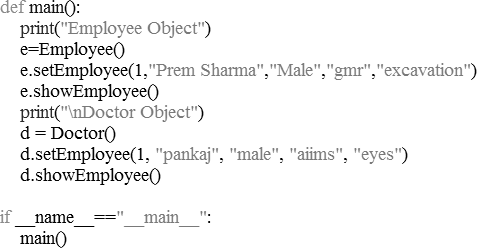 def main():
    print("Employee Object")
    e=Employee()
    e.setEmployee(1,"Prem Sharma","Male","gmr","excavation")
    e.showEmployee()
    print("\nDoctor Object")
    d = Doctor()
    d.setEmployee(1, "pankaj", "male", "aiims", "eyes")
    d.showEmployee()

if __name__=="__main__":
    main()